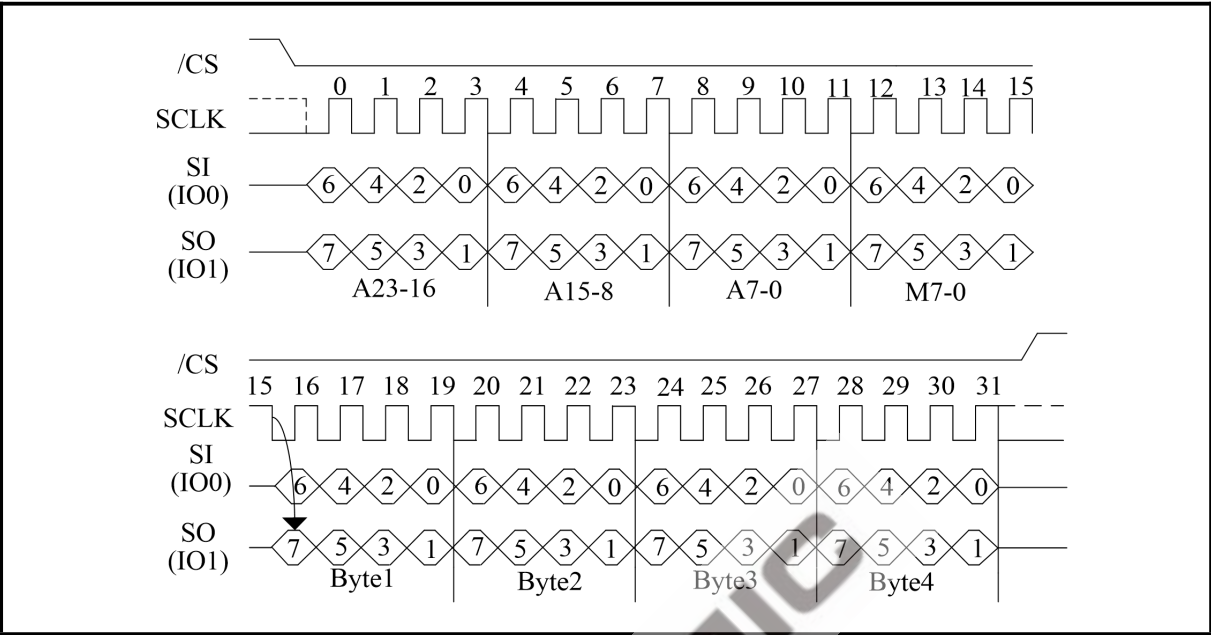 /CS
0 1 2 3 4 5 6 7 8 9 10 11 12 13 14 15
SCLK
SI
(IO0)
6 4 2 0 6 4 2 0 6 4 2 0 6 4 2 0
SO
(IO1)
7 5 3 1 7 5 3 1 7 5 3 1 7 5 3 1
A23-16 A15-8 A7-0 M7-0
/CS
15 16 17 18 19 20 21 22 23 24 25 26 27 28 29 30 31
SCLK
SI
(IO0)
6 4 2 0 6 4 2 0 6 4 2 0 6 4 2 0
SO
(IO1)
7 5 3 1 7 5 3 1 7 5 3 1 7 5 3 1
Byte1 Byte2 Byte3 Byte4